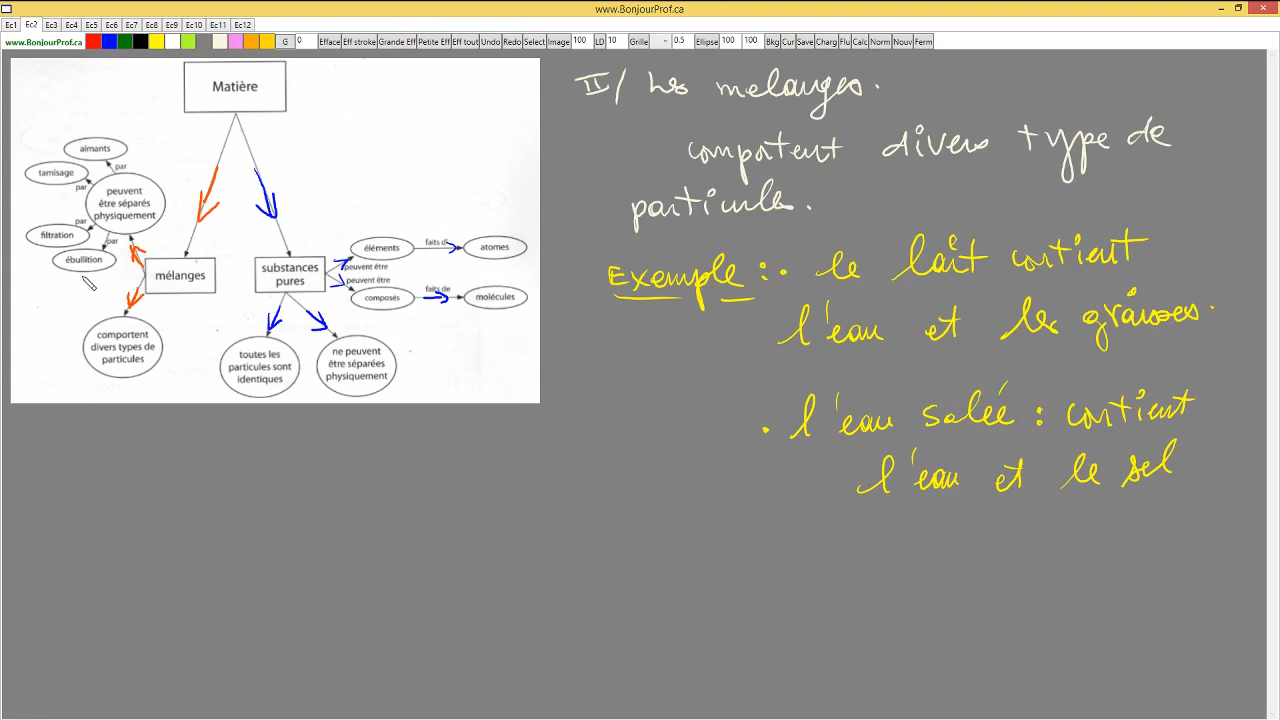 www.BonjourProf.ca
Ec1 Ec2 Ec3 Ec4 Ec5 Ec6 Ec7 Ec8 Ec9 Ec10 Ec11 Ec12
www.BonjourProf.ca G 0 Efface Eff stroke Grande Eff Petite Eff Eff tout Undo Redo Select Image 100 LD 10 Grille 0.5 Ellipse 100 100 Bkg Cur Save Charg Flu Calc Norm Nouv Ferm
Matière
aimants
par
tamisage
par
peuvent
être séparés
physiquement
par
filtration
par
ébullition
mélanges
comportent
divers types de
particules
substances
pures
peuvent être
peuvent être
éléments
faits d
atomes
composés
faits de
molécules
toutes les
particules sont
identiques
ne peuvent
être séparées
physiquement
II/ Les melanges.
comportent divers type de
particule.
Exemple : • le lait contient
l'eau et les graisses.
• l'eau salée : contient
l'eau et le sel